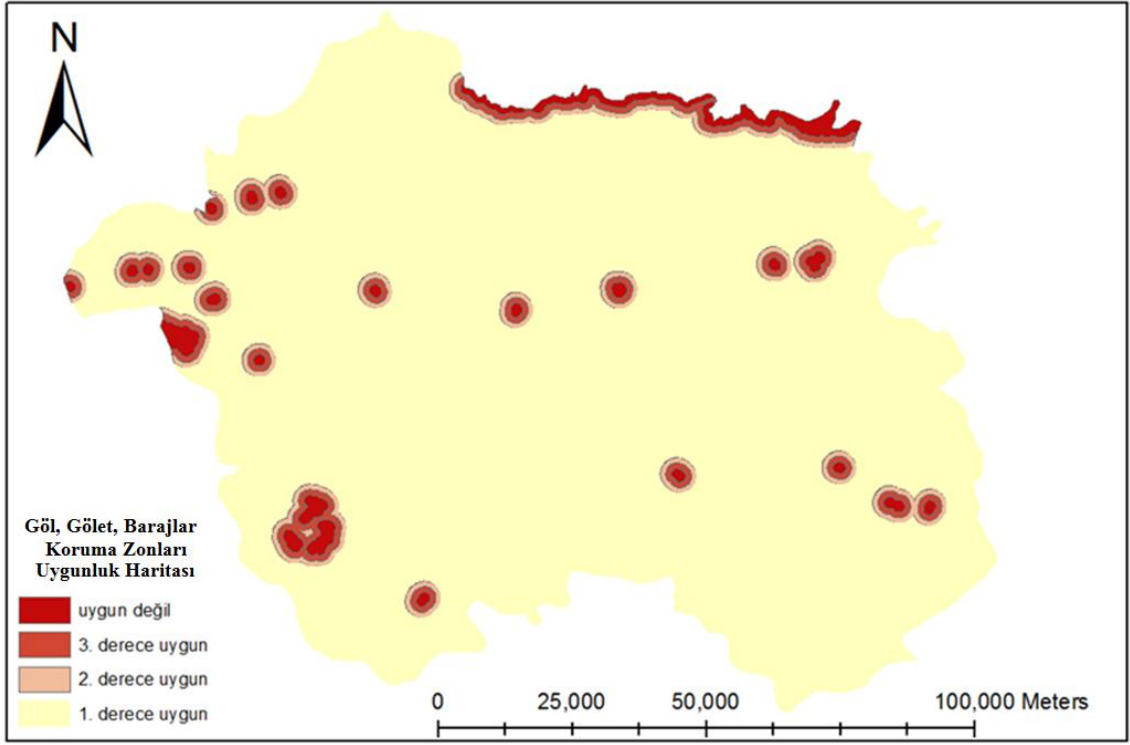 N
Göl, Gölet, Barajlar
Koruma Zonları
Uygunluk Haritası
uygun değil
3. derece uygun
2. derece uygun
1. derece uygun
0 25,000 50,000 100,000 Meters